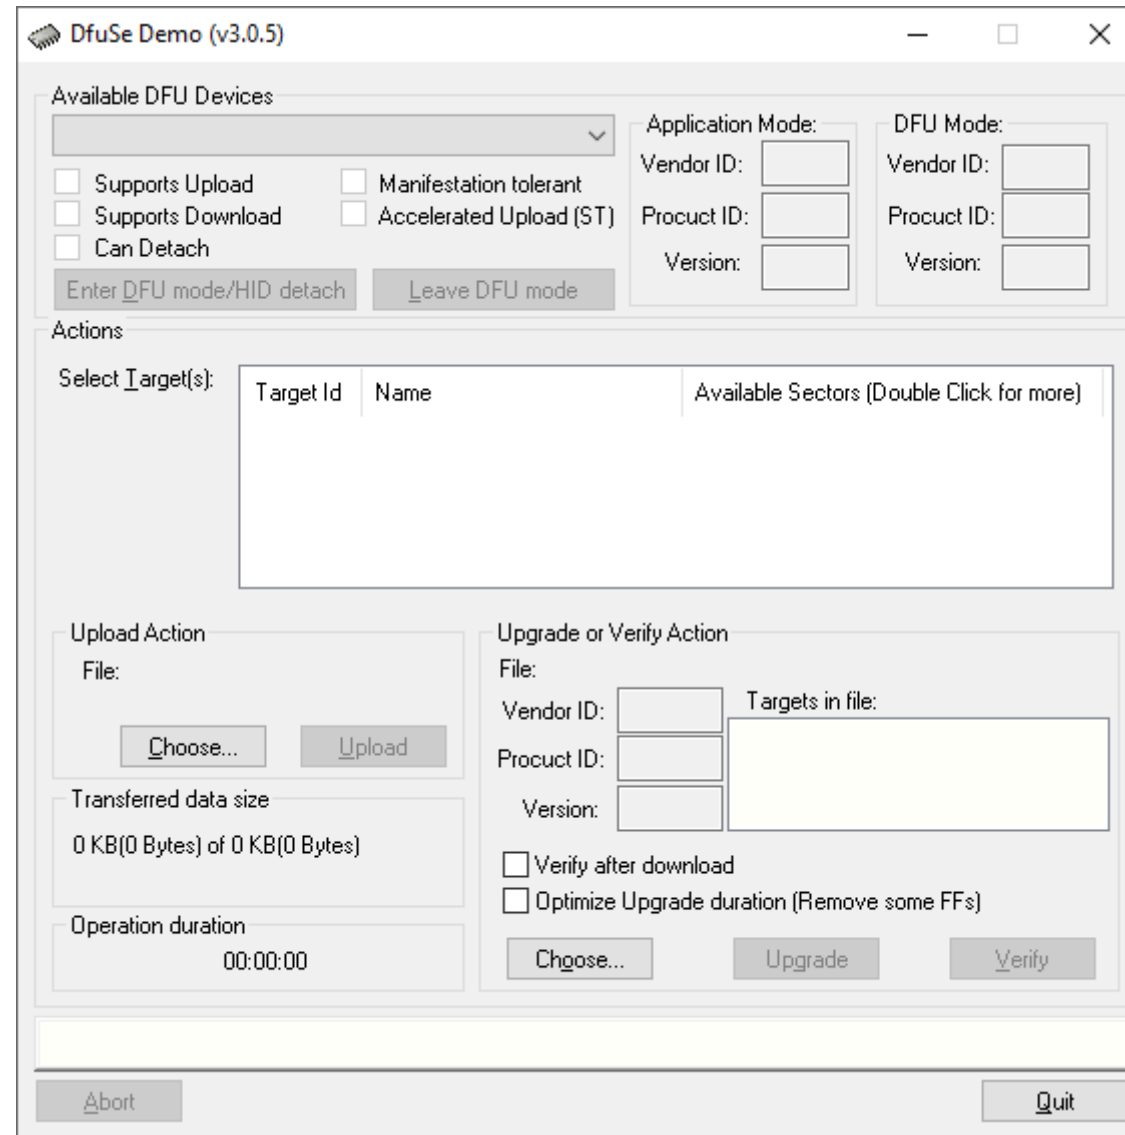 DfuSe Demo (v3.0.5)
Available DFU Devices
Application Mode:
DFU Mode:
Vendor ID:
Vendor ID:
Supports Upload
Manifestation tolerant
Supports Download
Accelerated Upload (ST)
Procuct ID:
Procuct ID:
Can Detach
Version:
Version:
Enter DFU mode/HID detach
Leave DFU mode
Actions
Select Target(s):
Target Id
Name
Available Sectors (Double Click for more)
Upload Action
File:
Choose...
Upload
Transferred data size
0 KB(0 Bytes) of 0 KB(0 Bytes)
Operation duration
00:00:00
Upgrade or Verify Action
File:
Vendor ID:
Targets in file:
Procuct ID:
Version:
Verify after download
Optimize Upgrade duration (Remove some FFs)
Choose...
Upgrade
Verify
Abort
Quit